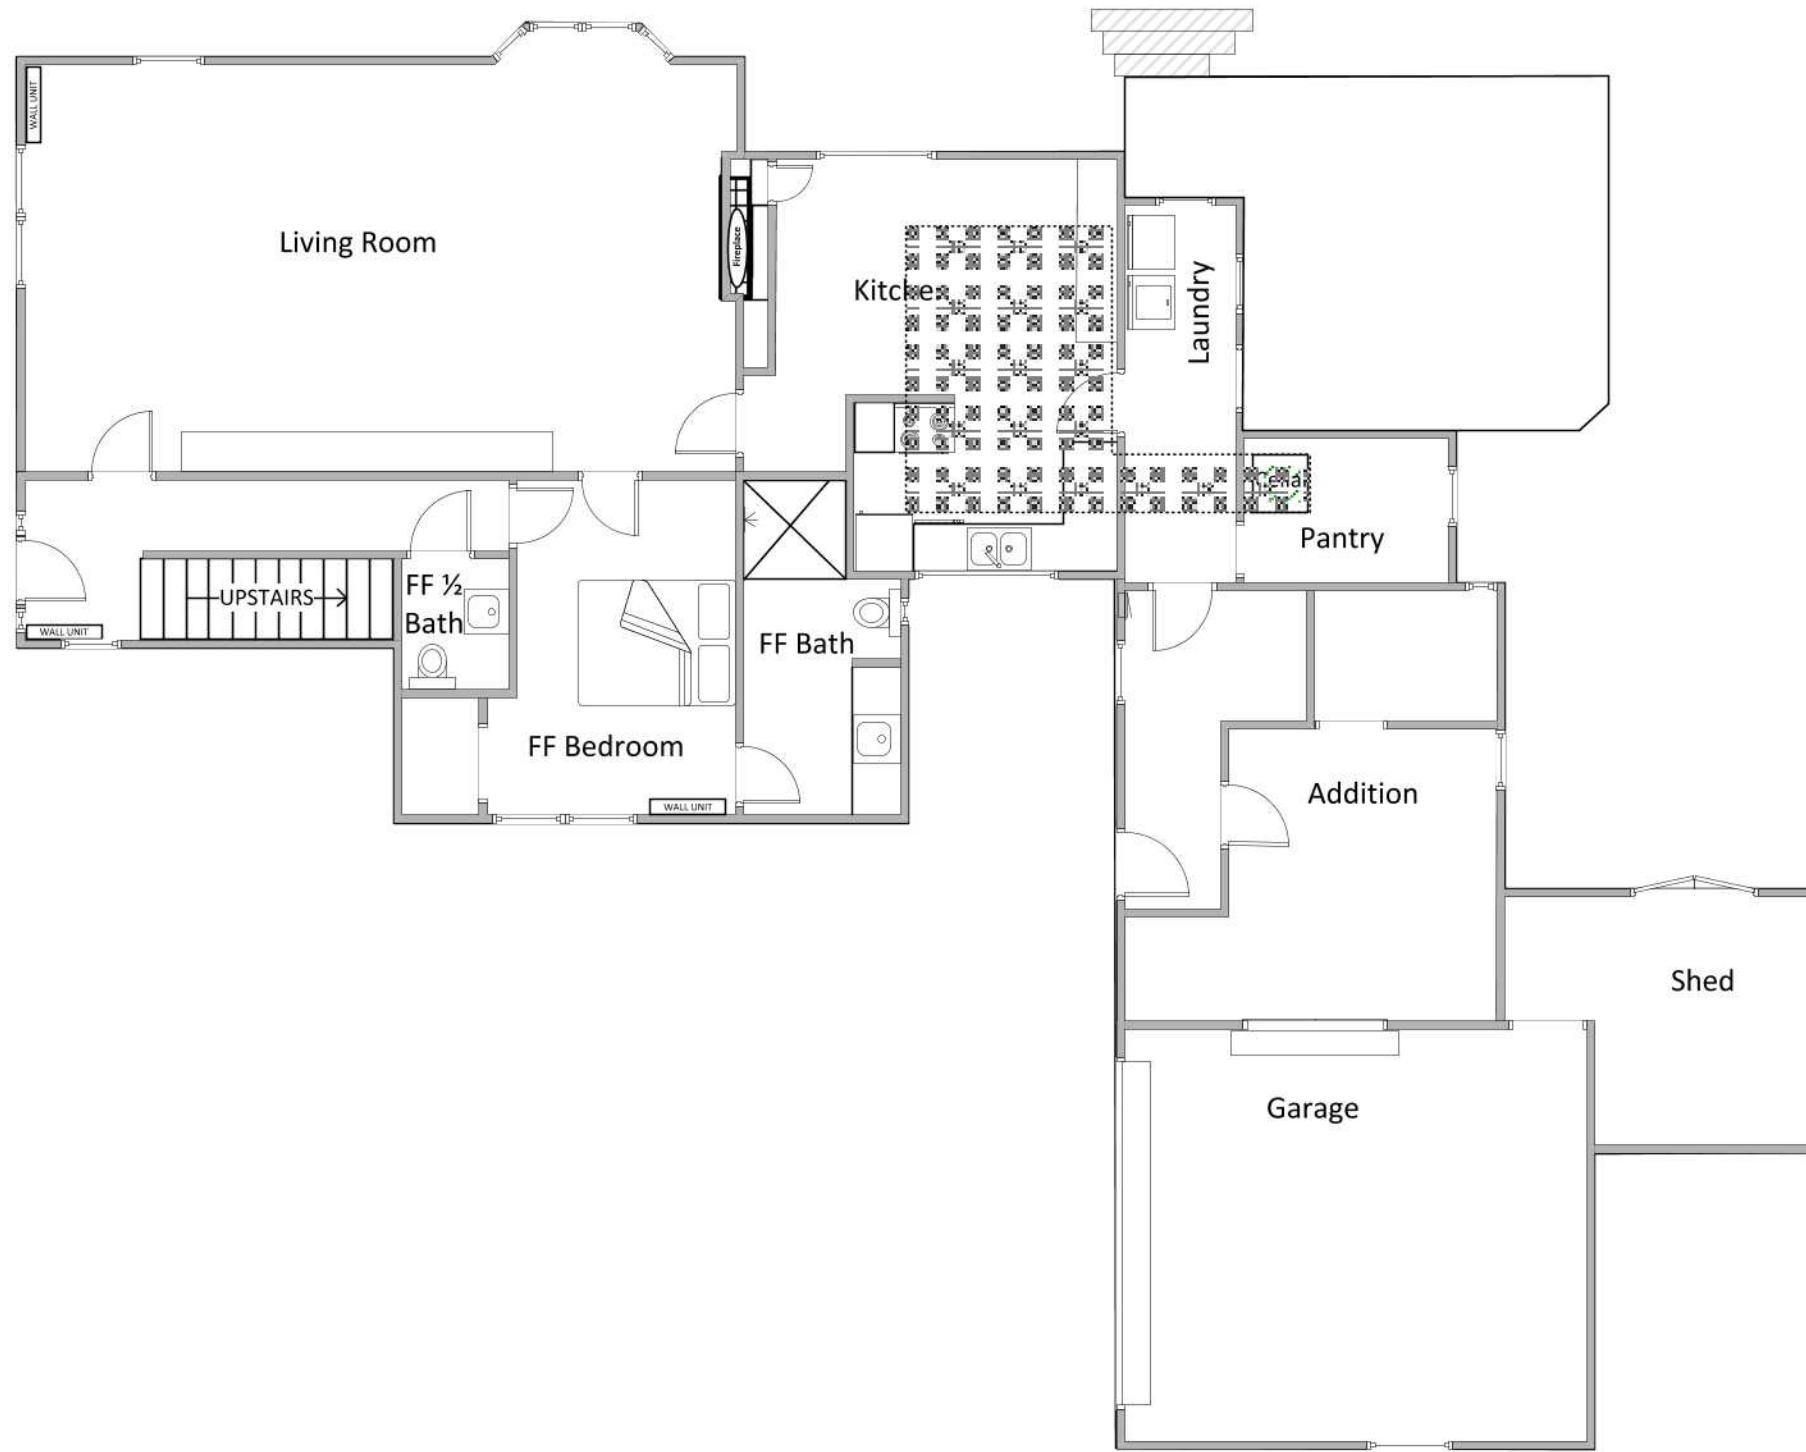 WALL UNIT
Living Room
Fireplace
Kitche
Laundry
Pantry
UPSTAIRS
WALL UNIT
FF ½
Bath
FF Bath
FF Bedroom
WALL UNIT
Addition
Shed
Garage